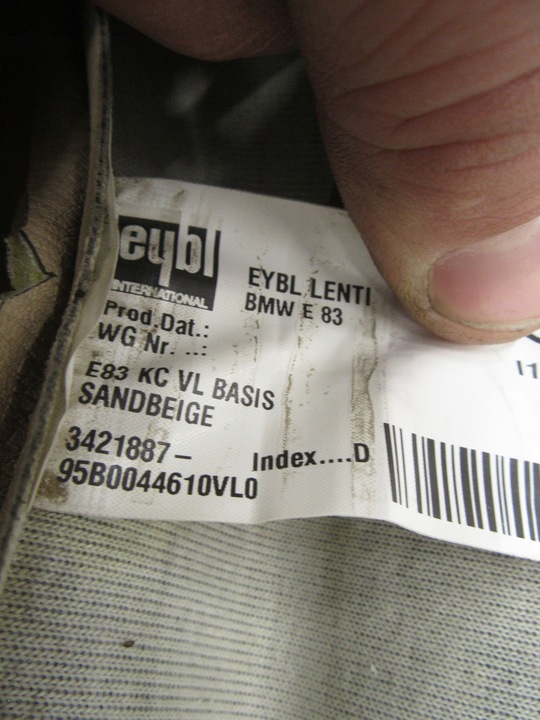 eybl
INTERNATIONAL
EYBL LENTI
BMW E 83
Prod.Dat.:
WG Nr. ..:
E83 KC VL BASIS
SANDBEIGE
3421887-
Index....D
95B0044610VL0